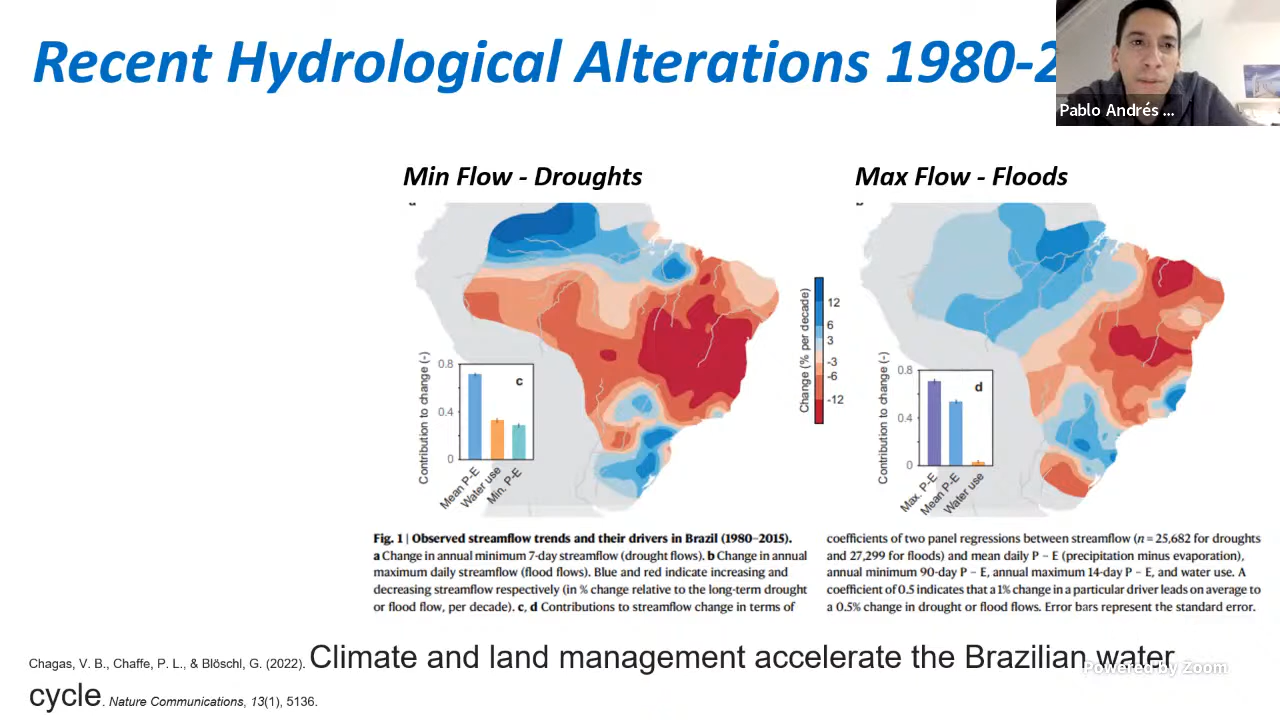 Recent Hydrological Alterations 1980-2
Pablo Andrés ...
Min Flow - Droughts
Max Flow - Floods
12
6
3
-3
-6
-12
Change (% per decade)
Contribution to change (-)
0.8
0.4
0
c
Mean P-E
Water use
Min. P-E
Contribution to change (-)
0.8
0.4
0
d
Max. P-E
Mean P-E
Water use
Fig. 1 | Observed streamflow trends and their drivers in Brazil (1980–2015).
a Change in annual minimum 7-day streamflow (drought flows). b Change in annual
maximum daily streamflow (flood flows). Blue and red indicate increasing and
decreasing streamflow respectively (in % change relative to the long-term drought
or flood flow, per decade). c, d Contributions to streamflow change in terms of
coefficients of two panel regressions between streamflow (n = 25,682 for droughts
and 27,299 for floods) and mean daily P − E (precipitation minus evaporation),
annual minimum 90-day P − E, annual maximum 14-day P − E, and water use. A
coefficient of 0.5 indicates that a 1% change in a particular driver leads on average to
a 0.5% change in drought or flood flows. Error bars represent the standard error.
Chagas, V. B., Chaffe, P. L., & Blöschl, G. (2022). Climate and land management accelerate the Brazilian water
cycle. Nature Communications, 13(1), 5136.
Powered by Zoom